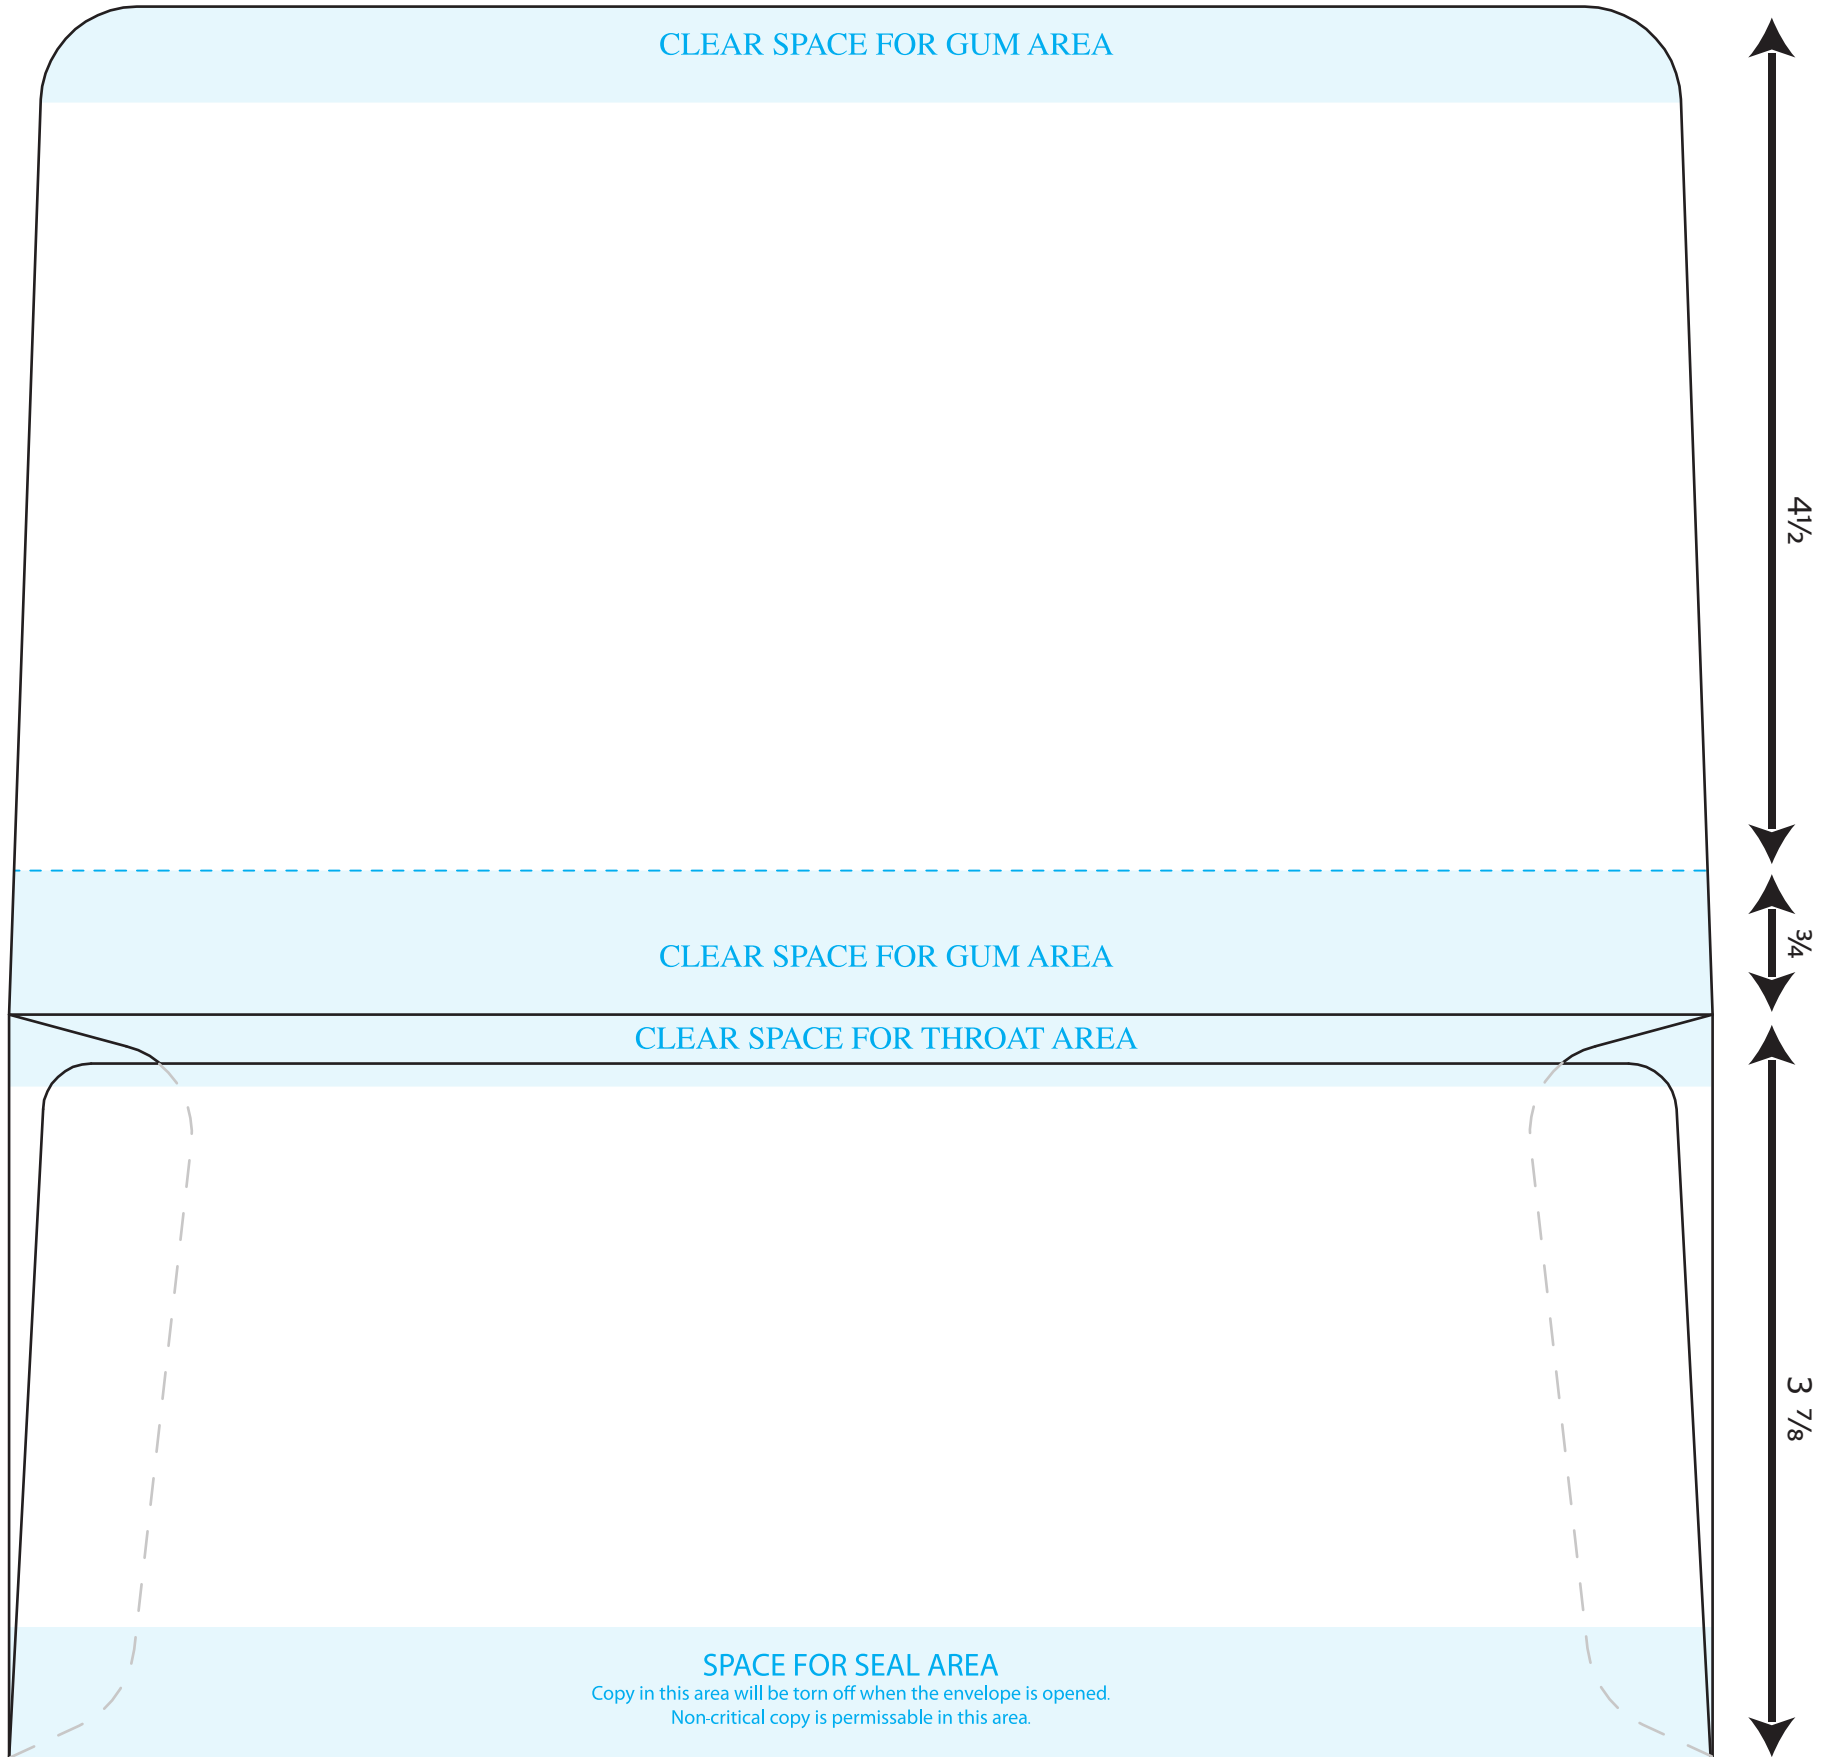 CLEAR SPACE FOR GUM AREA
4½
CLEAR SPACE FOR GUM AREA
¾
CLEAR SPACE FOR THROAT AREA
3 ⅞
SPACE FOR SEAL AREA
Copy in this area will be torn off when the envelope is opened.
Non-critical copy is permissable in this area.